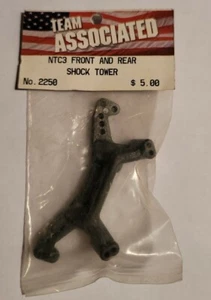 TEAM
ASSOCIATED
NTC3 FRONT AND REAR
SHOCK TOWER
No. 2250 $ 5.00